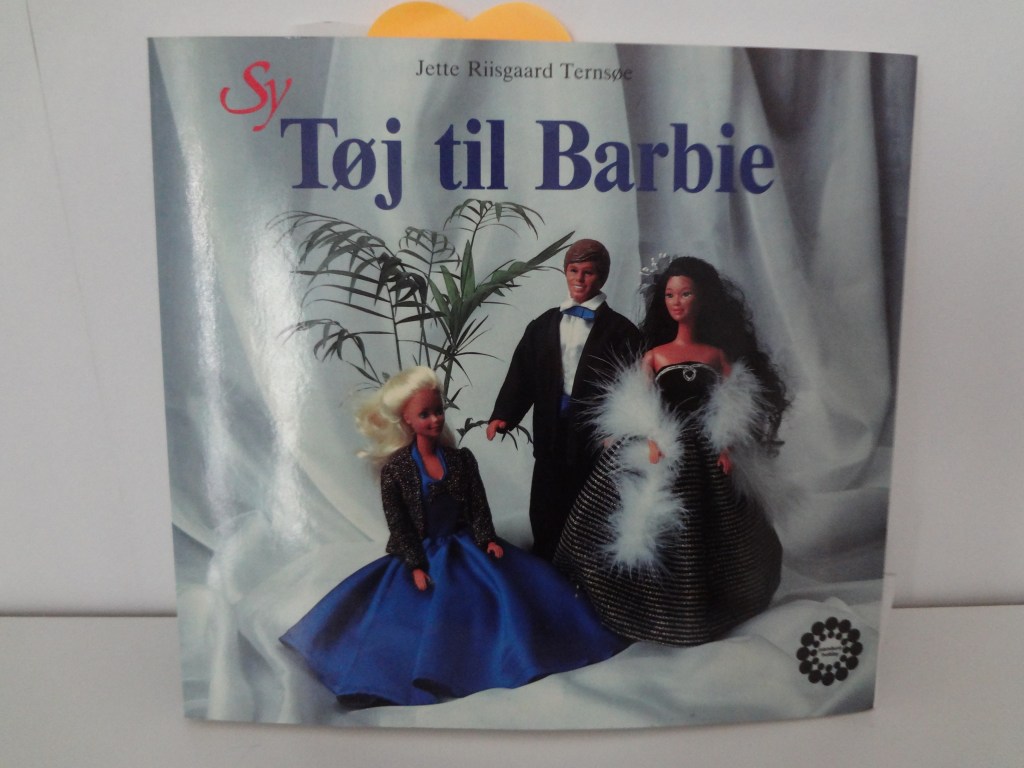 Jette Riisgaard Ternsøe
Sy
Tøj til Barbie